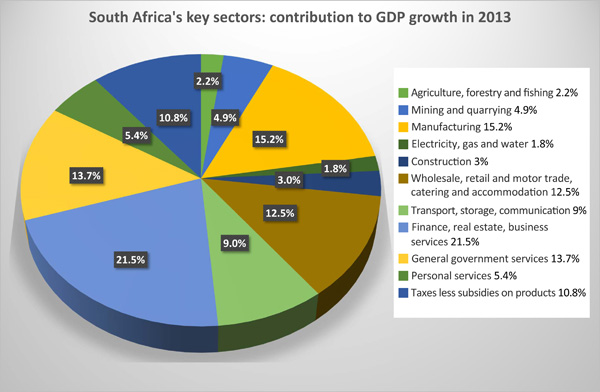 South Africa's key sectors: contribution to GDP growth in 2013
2.2%
4.9%
15.2%
1.8%
3.0%
12.5%
9.0%
21.5%
13.7%
5.4%
10.8%
Agriculture, forestry and fishing 2.2%
Mining and quarrying 4.9%
Manufacturing 15.2%
Electricity, gas and water 1.8%
Construction 3%
Wholesale, retail and motor trade,
catering and accommodation 12.5%
Transport, storage, communication 9%
Finance, real estate, business
services 21.5%
General government services 13.7%
Personal services 5.4%
Taxes less subsidies on products 10.8%